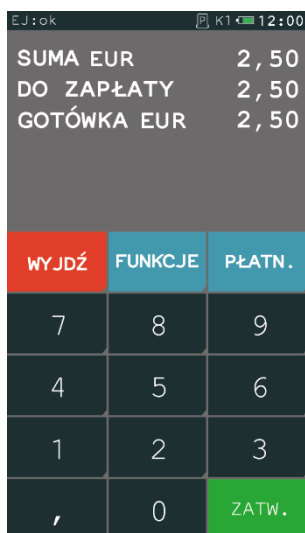 EJ:ok P K1 12:00
SUMA EUR 2,50
DO ZAPŁATY 2,50
GOTÓWKA EUR 2,50
WYJDŹ FUNKCJE PŁATN.
7 8 9
4 5 6
1 2 3
, 0 ZATW.